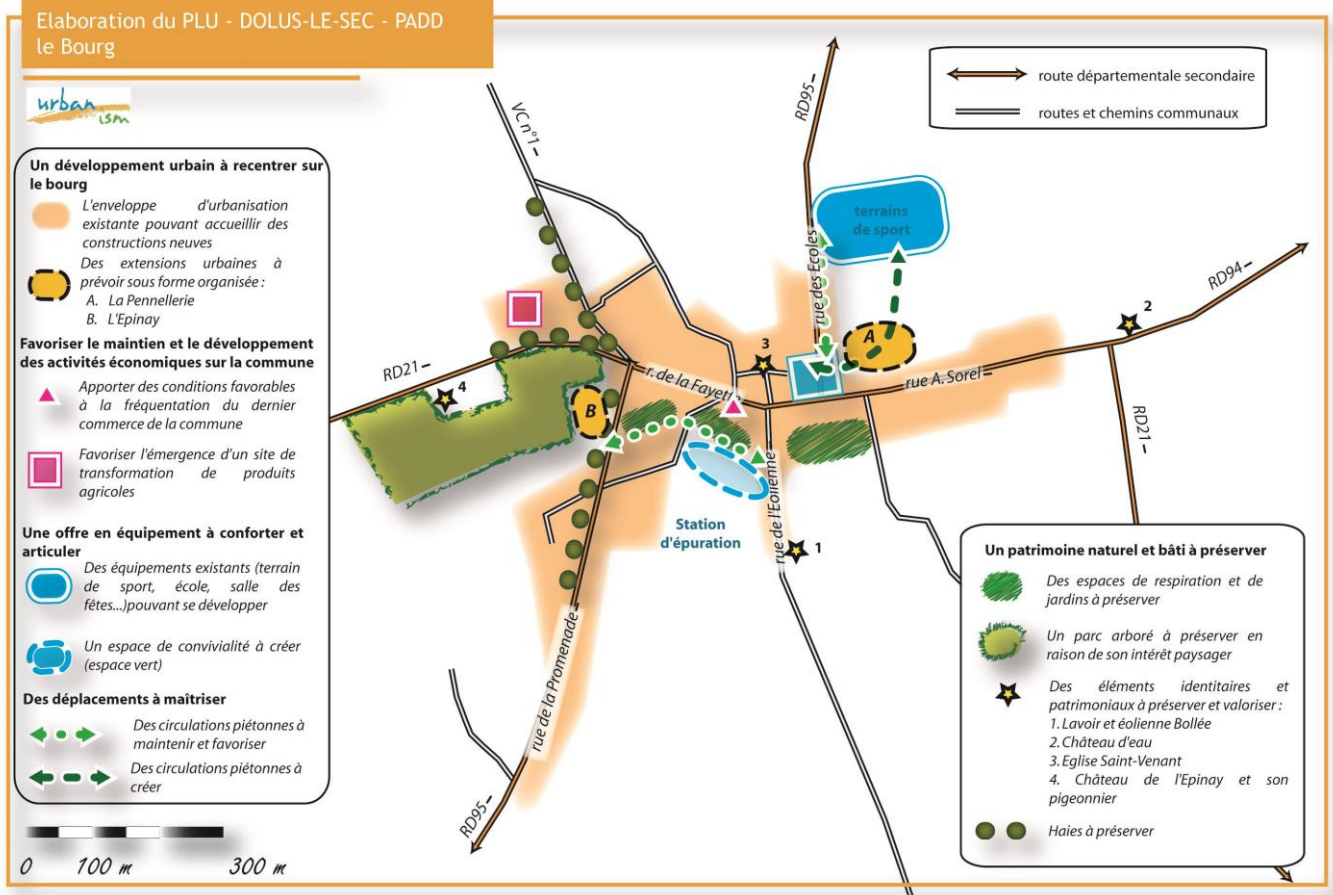 Elaboration du PLU - DOLUS-LE-SEC - PADD
le Bourg
urban
ism
Un développement urbain à recentrer sur
le bourg
L'enveloppe d'urbanisation
existante pouvant accueillir des
constructions neuves
Des extensions urbaines à
prévoir sous forme organisée :
A. La Pennellerie
B. L'Epinay
Favoriser le maintien et le développement
des activités économiques sur la commune
Apporter des conditions favorables
à la fréquentation du dernier
commerce de la commune
Favoriser l'émergence d'un site de
transformation de produits
agricoles
Une offre en équipement à conforter et
articuler
Des équipements existants (terrain
de sport, école, salle des
fêtes...)pouvant se développer
Un espace de convivialité à créer
(espace vert)
Des déplacements à maîtriser
Des circulations piétonnes à
maintenir et favoriser
Des circulations piétonnes à
créer
0 100 m 300 m
route départementale secondaire
routes et chemins communaux
VC n°1
RD95
terrains
de sport
rue des Ecoles
RD94
2
A
3
RD21
4
r. de la Fayette
rue A. Sorel
B
RD21
Station
d'épuration
rue de l'Eolienne
1
rue de la Promenade
RD95
Un patrimoine naturel et bâti à préserver
Des espaces de respiration et de
jardins à préserver
Un parc arboré à préserver en
raison de son intérêt paysager
Des éléments identitaires et
patrimoniaux à préserver et valoriser :
1. Lavoir et éolienne Bollée
2. Château d'eau
3. Eglise Saint-Venant
4. Château de l'Epinay et son
pigeonnier
Haies à préserver